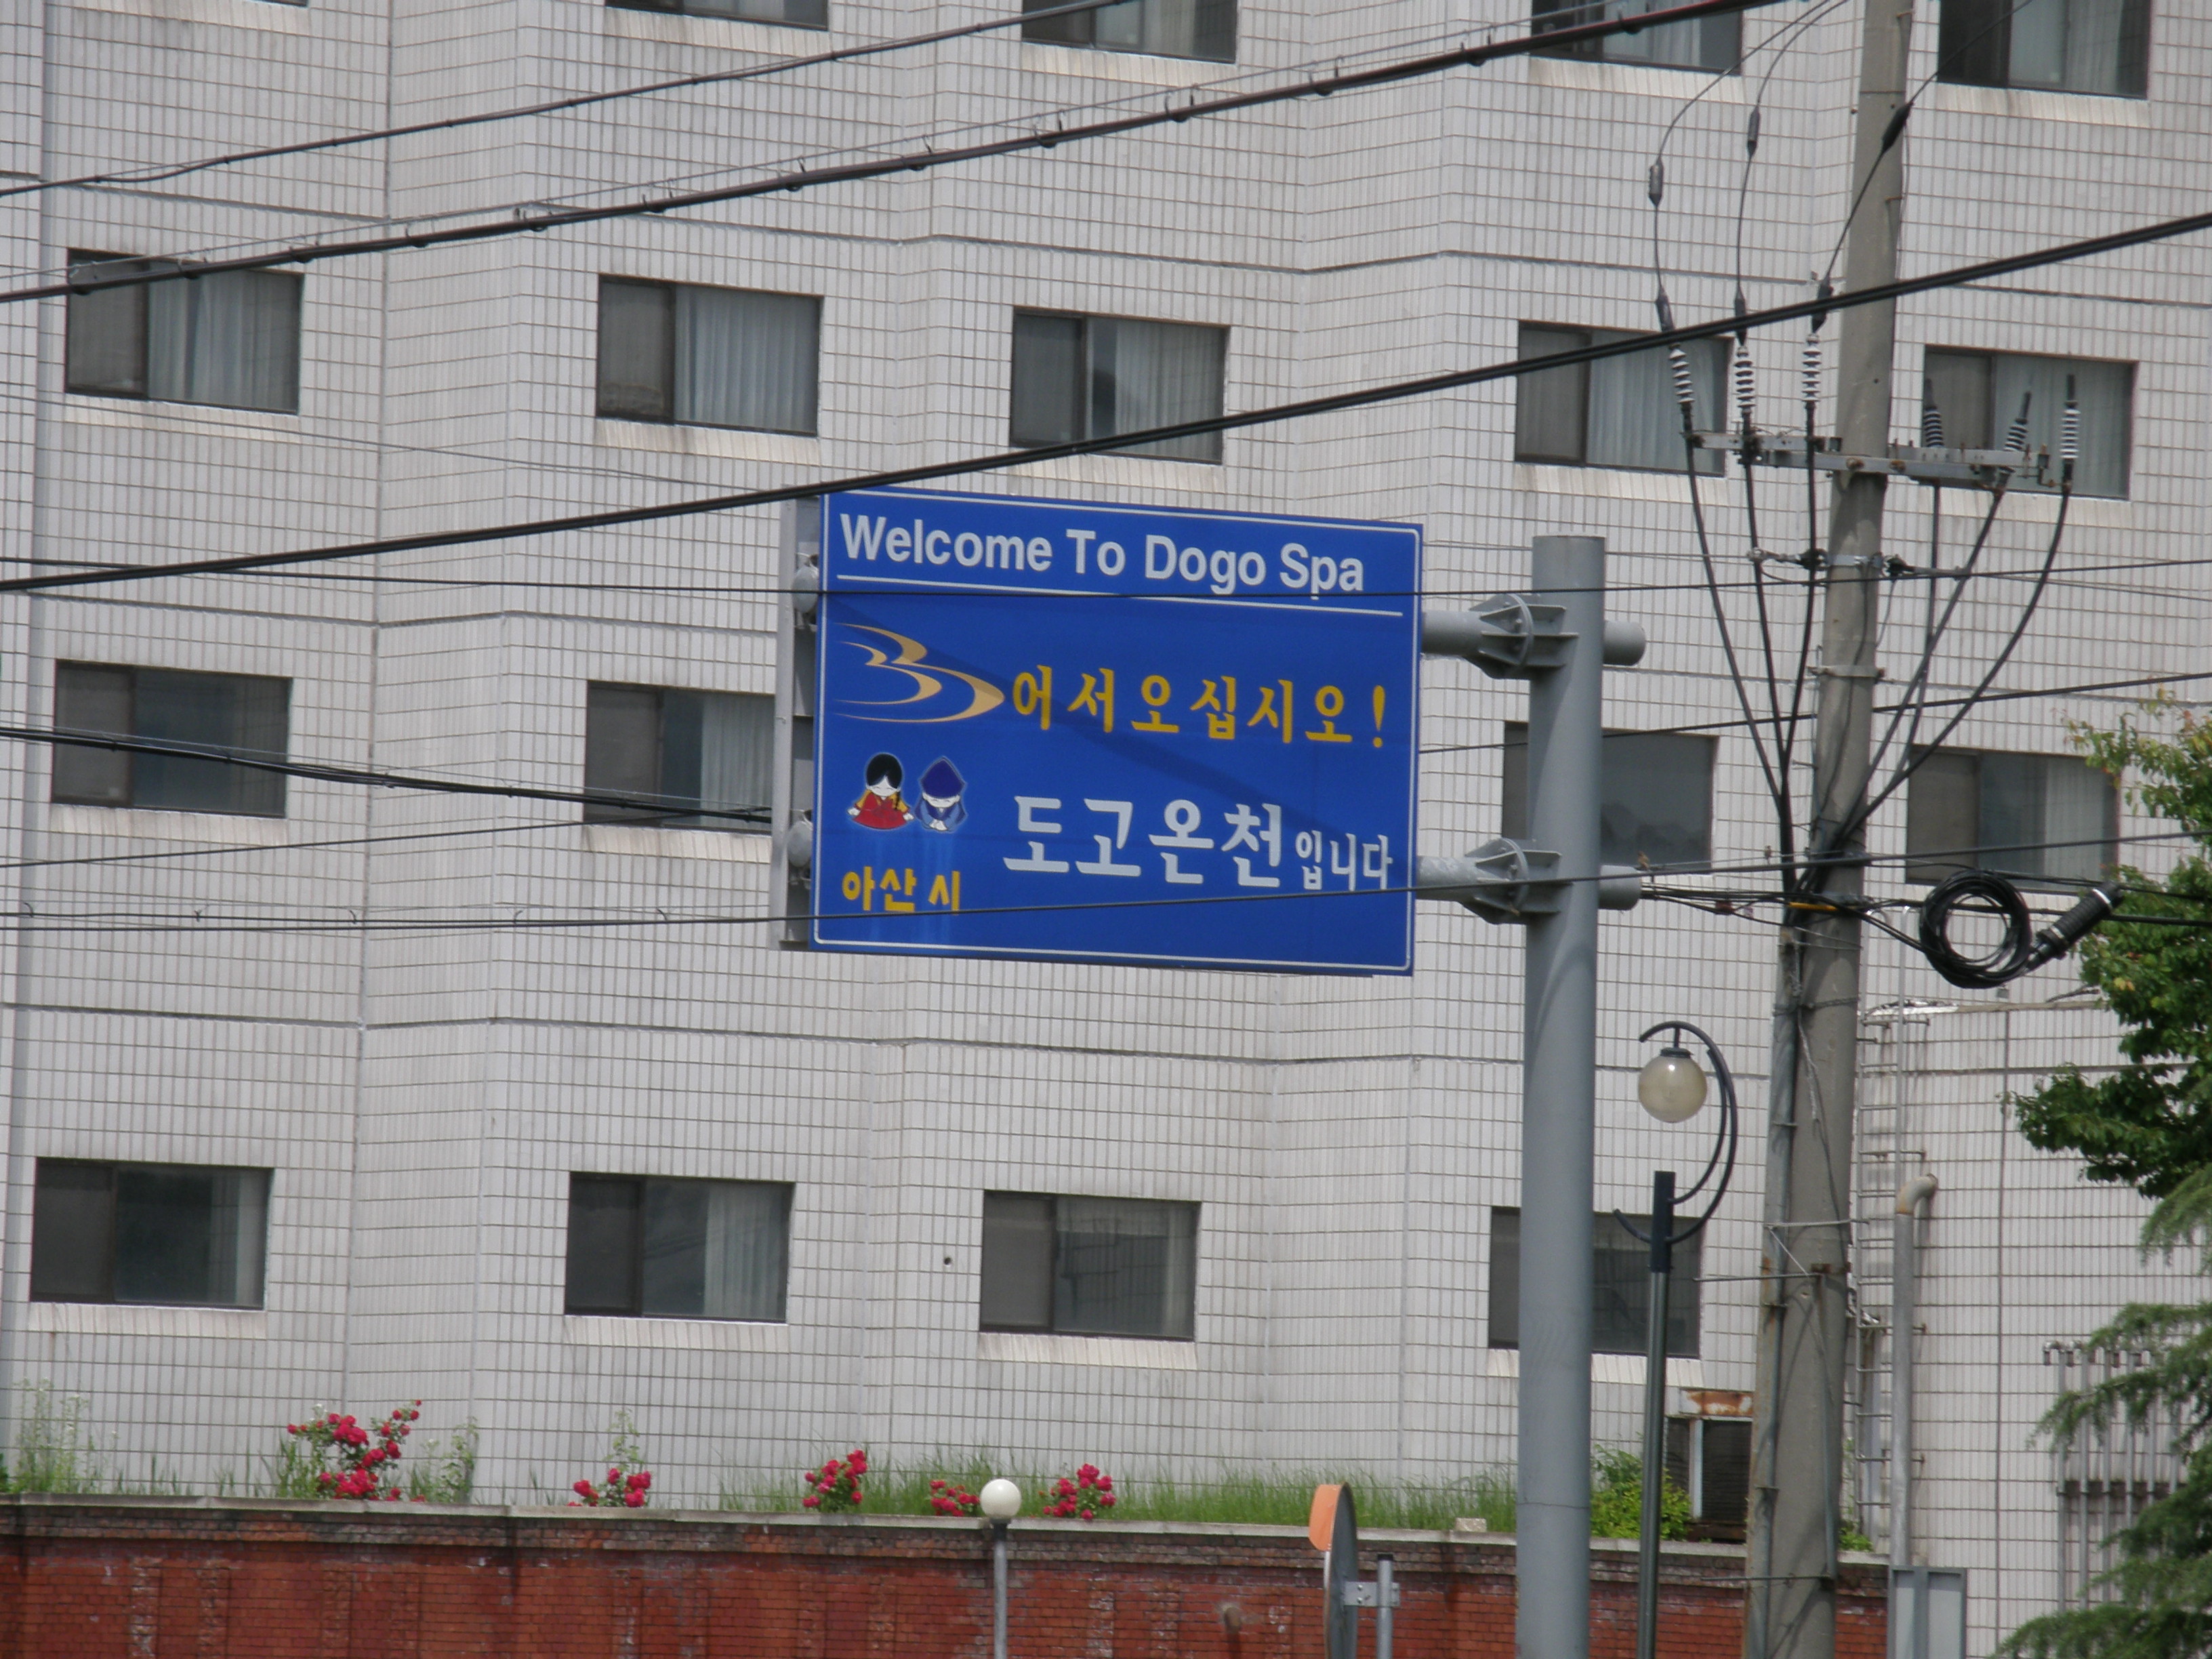 Welcome To Dogo Spa
어서오십시오!
도고온천입니다
아산시